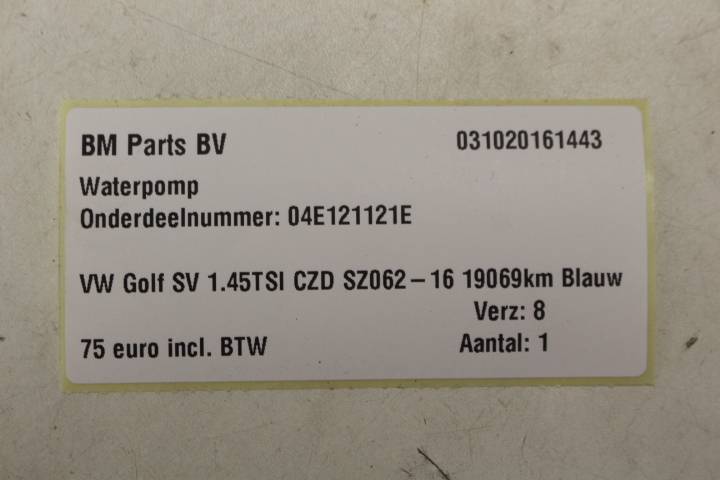 BM Parts BV 031020161443
Waterpomp
Onderdeelnummer: 04E121121E
VW Golf SV 1.45TSI CZD SZ062-16 19069km Blauw
Verz: 8
75 euro incl. BTW Aantal: 1